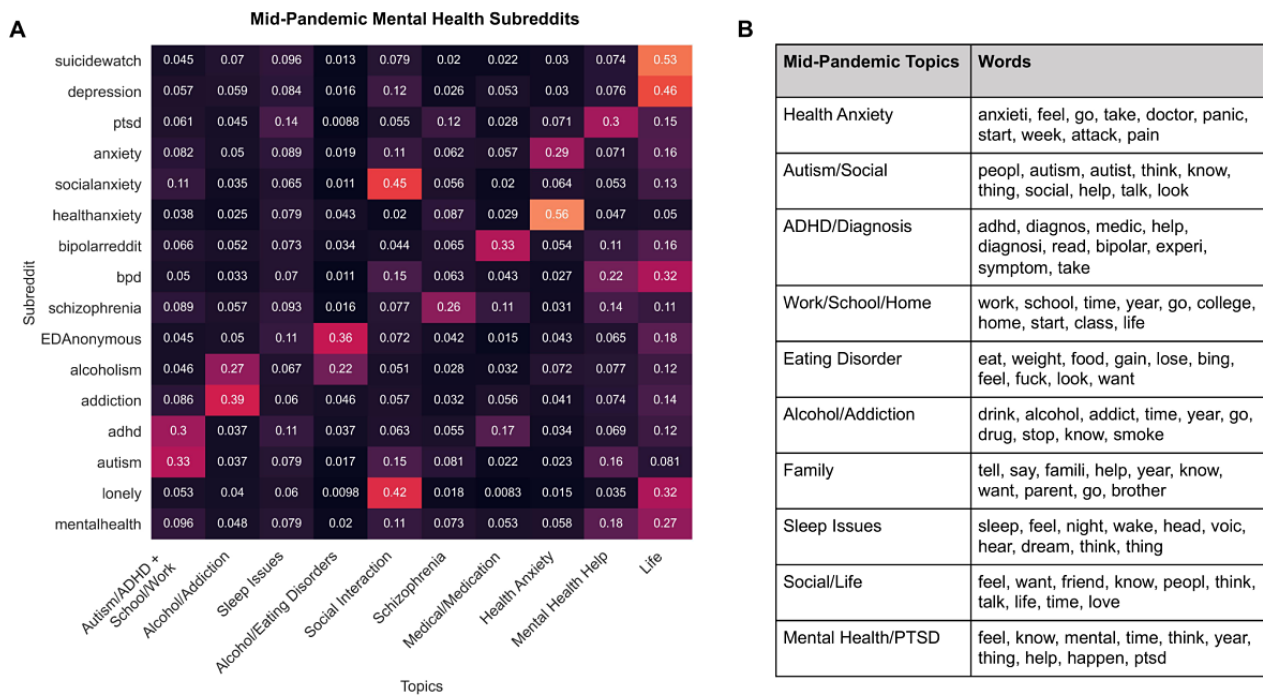 A
Mid-Pandemic Mental Health Subreddits
Subreddit
suicidewatch 0.045 0.07 0.096 0.013 0.079 0.02 0.022 0.03 0.074 0.53
depression 0.057 0.059 0.084 0.016 0.12 0.026 0.053 0.03 0.076 0.46
ptsd 0.061 0.045 0.14 0.0088 0.055 0.12 0.028 0.071 0.3 0.15
anxiety 0.082 0.05 0.089 0.019 0.11 0.062 0.057 0.29 0.071 0.16
socialanxiety 0.11 0.035 0.065 0.011 0.45 0.056 0.02 0.064 0.053 0.13
healthanxiety 0.038 0.025 0.079 0.043 0.02 0.087 0.029 0.56 0.047 0.05
bipolarreddit 0.066 0.052 0.073 0.034 0.044 0.065 0.33 0.054 0.11 0.16
bpd 0.05 0.033 0.07 0.011 0.15 0.063 0.043 0.027 0.22 0.32
schizophrenia 0.089 0.057 0.093 0.016 0.077 0.26 0.11 0.031 0.14 0.11
EDAnonymous 0.045 0.05 0.11 0.36 0.072 0.042 0.015 0.043 0.065 0.18
alcoholism 0.046 0.27 0.067 0.22 0.051 0.028 0.032 0.072 0.077 0.12
addiction 0.086 0.39 0.06 0.046 0.057 0.032 0.056 0.041 0.074 0.14
adhd 0.3 0.037 0.11 0.037 0.063 0.055 0.17 0.034 0.069 0.12
autism 0.33 0.037 0.079 0.017 0.15 0.081 0.022 0.023 0.16 0.081
lonely 0.053 0.04 0.06 0.0098 0.42 0.018 0.0083 0.015 0.035 0.32
mentalhealth 0.096 0.048 0.079 0.02 0.11 0.073 0.053 0.058 0.18 0.27
Autism/ADHD +
School/Work
Alcohol/Addiction
Sleep Issues
Alcohol/Eating Disorders
Social Interaction
Schizophrenia
Medical/Medication
Health Anxiety
Mental Health Help
Life
Topics
B
Mid-Pandemic Topics Words
Health Anxiety anxieti, feel, go, take, doctor, panic,
start, week, attack, pain
Autism/Social peopl, autism, autist, think, know,
thing, social, help, talk, look
ADHD/Diagnosis adhd, diagnos, medic, help,
diagnosi, read, bipolar, experi,
symptom, take
Work/School/Home work, school, time, year, go, college,
home, start, class, life
Eating Disorder eat, weight, food, gain, lose, bing,
feel, fuck, look, want
Alcohol/Addiction drink, alcohol, addict, time, year, go,
drug, stop, know, smoke
Family tell, say, famili, help, year, know,
want, parent, go, brother
Sleep Issues sleep, feel, night, wake, head, voic,
hear, dream, think, thing
Social/Life feel, want, friend, know, peopl, think,
talk, life, time, love
Mental Health/PTSD feel, know, mental, time, think, year,
thing, help, happen, ptsd